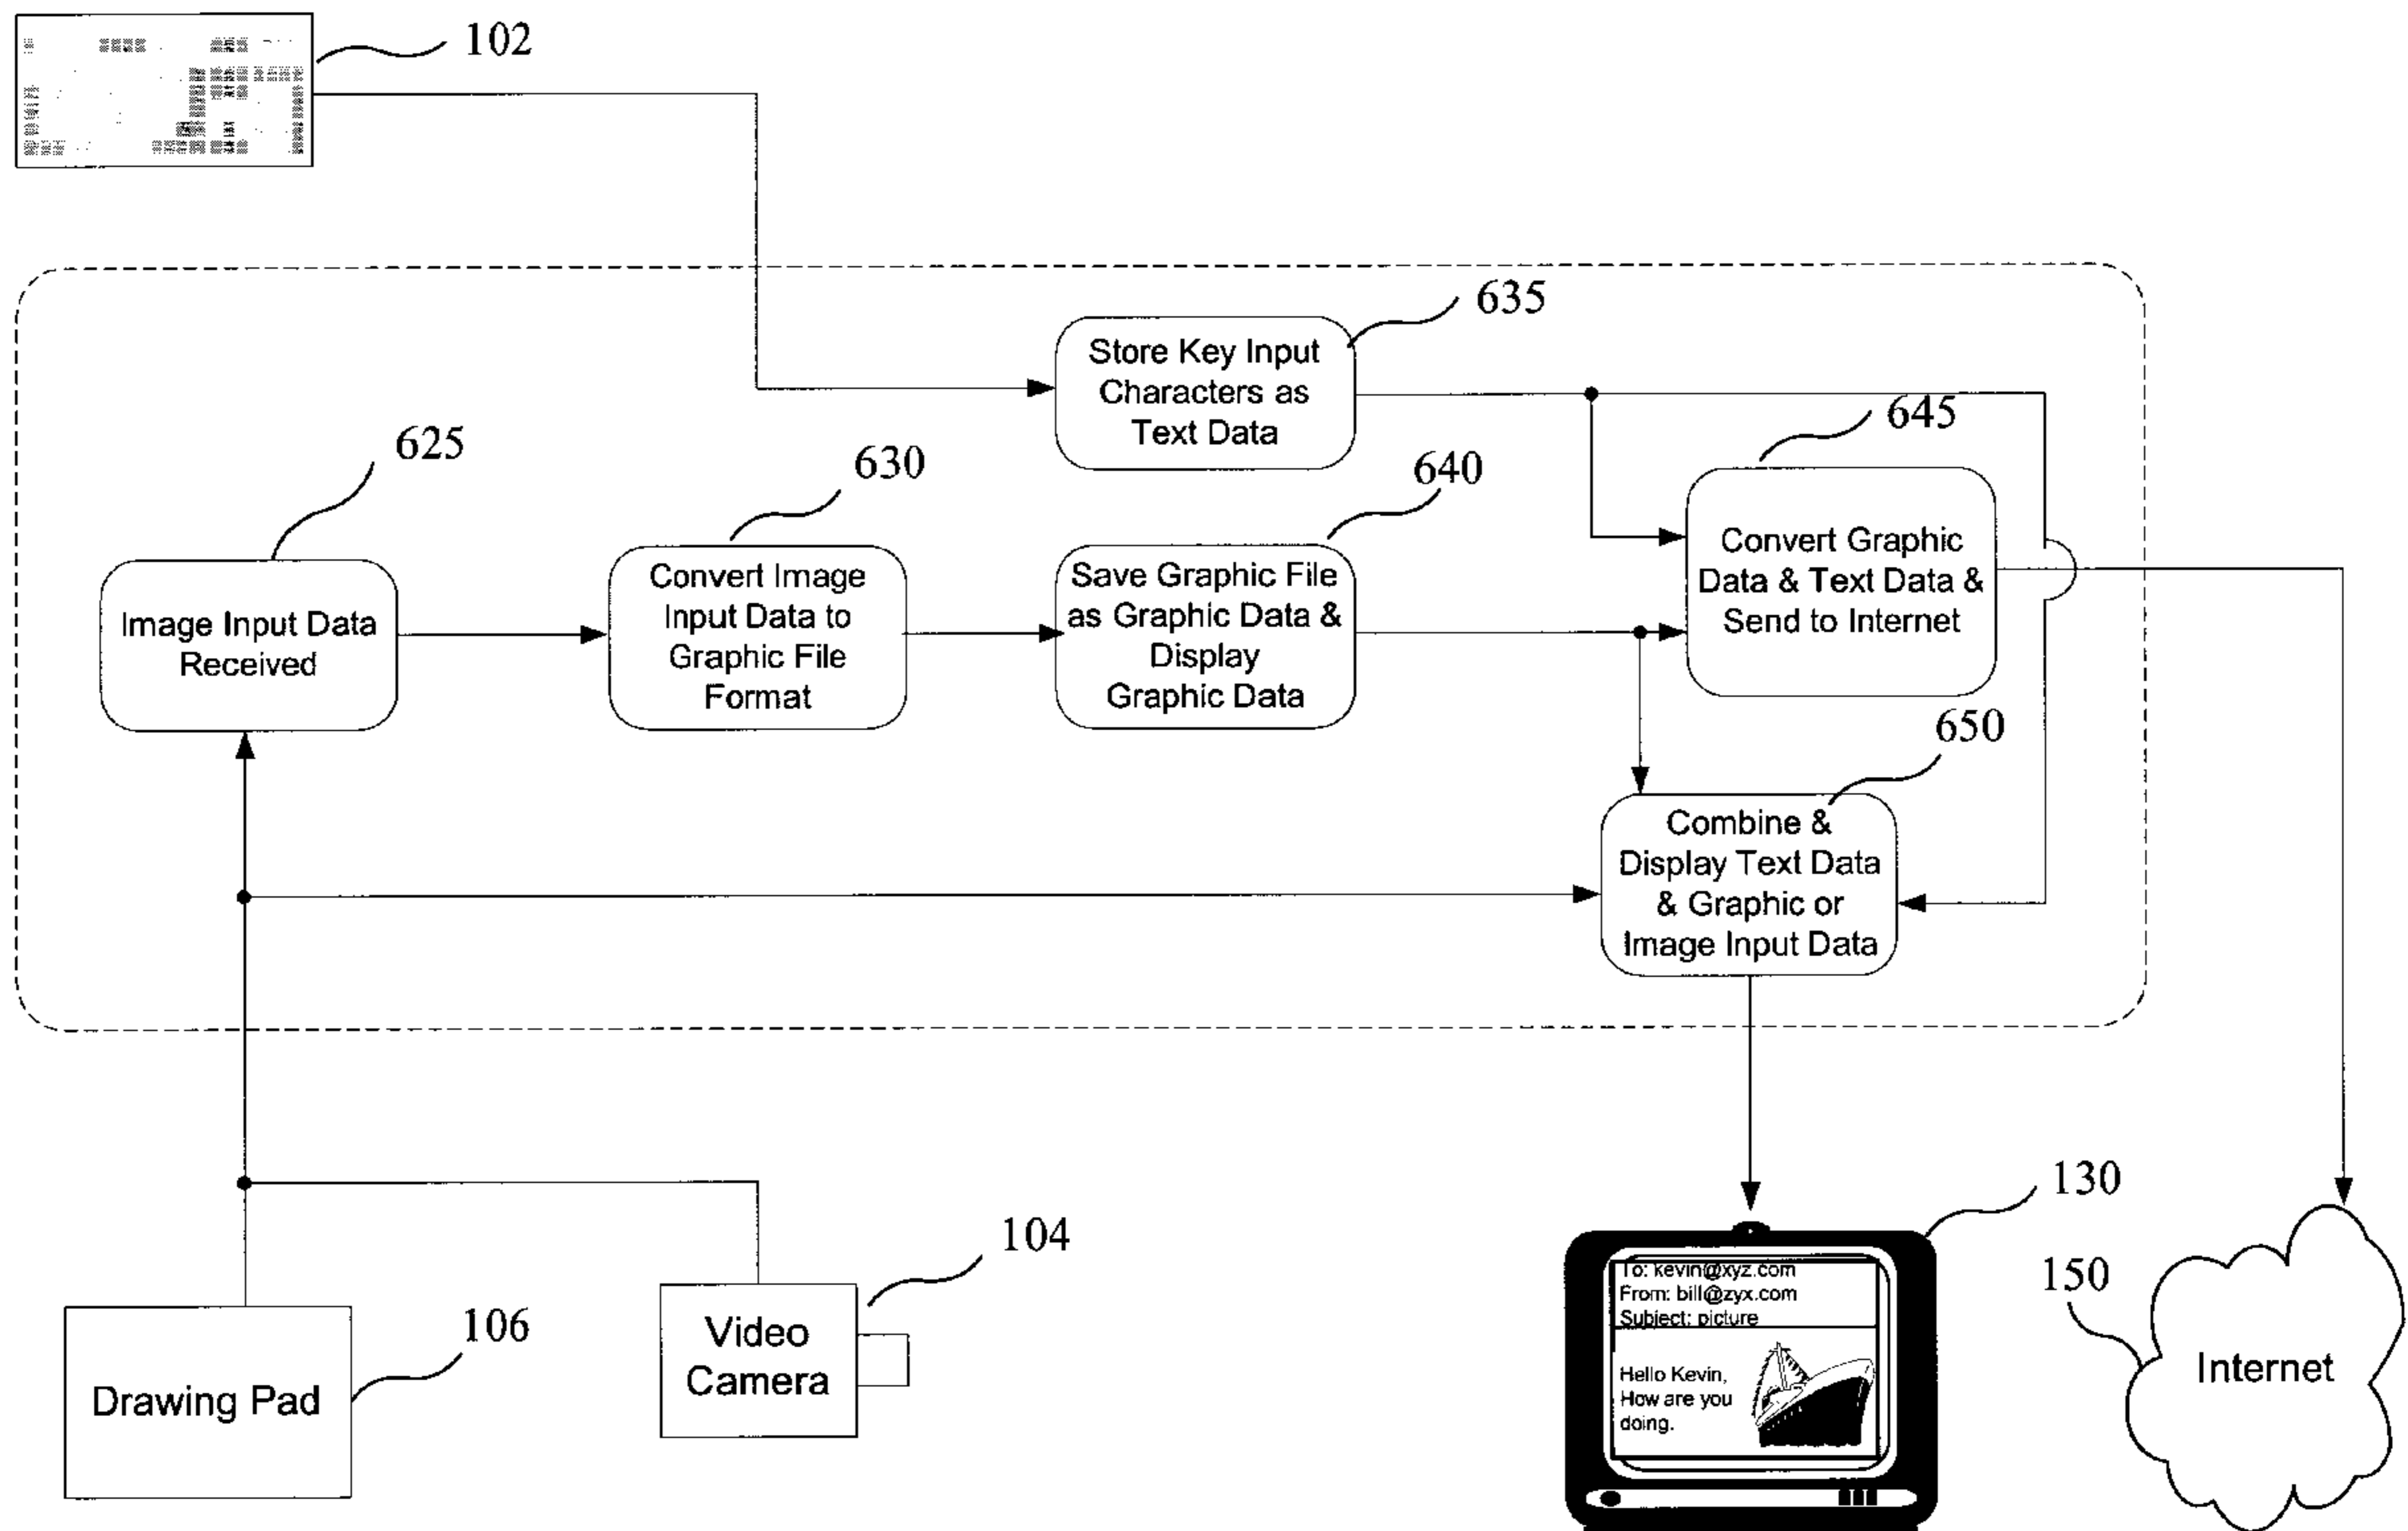 102
635
Store Key Input
Characters as
Text Data
645
625
630
640
Image Input Data
Received
Convert Image
Input Data to
Graphic File
Format
Save Graphic File
as Graphic Data &
Display
Graphic Data
Convert Graphic
Data & Text Data &
Send to Internet
650
Combine &
Display Text Data
& Graphic or
Image Input Data
130
104
150
106
Drawing Pad
Video
Camera
To: kevin@xyz.com
From: bill@zyx.com
Subject: picture
Hello Kevin,
How are you
doing.
Internet